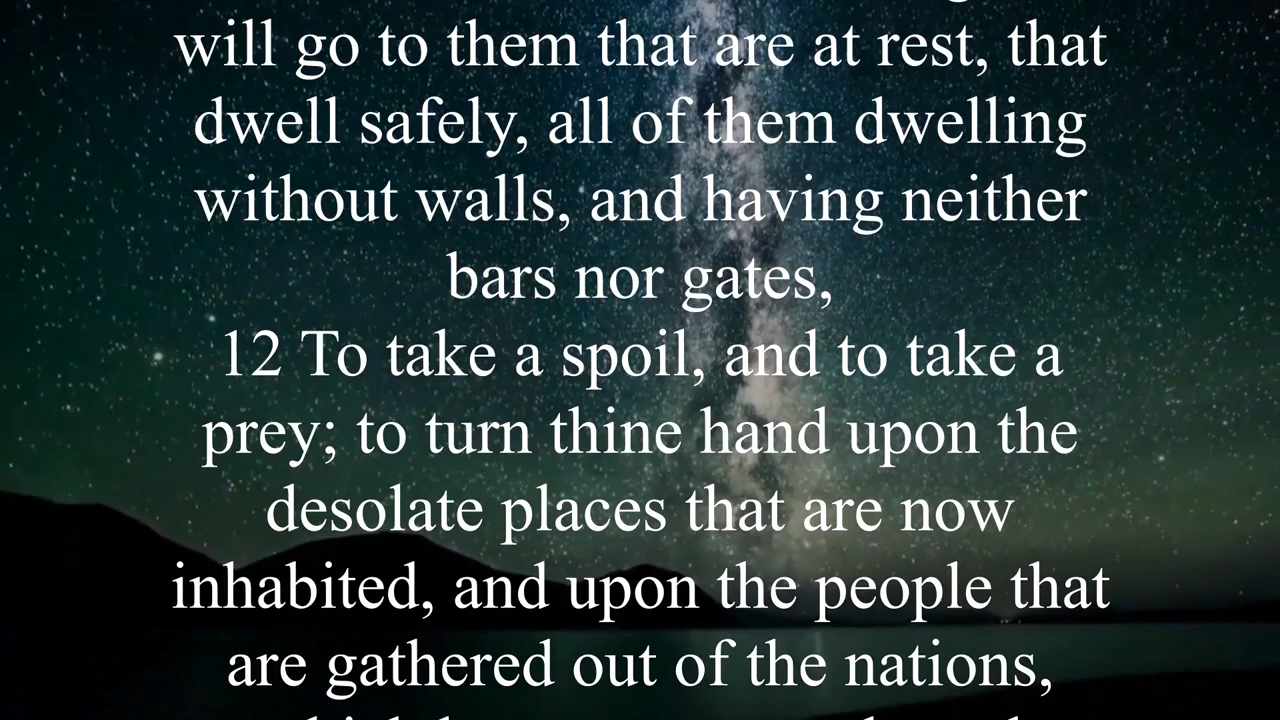 will go to them that are at rest, that
dwell safely, all of them dwelling
without walls, and having neither
bars nor gates,
12 To take a spoil, and to take a
prey; to turn thine hand upon the
desolate places that are now
inhabited, and upon the people that
are gathered out of the nations,